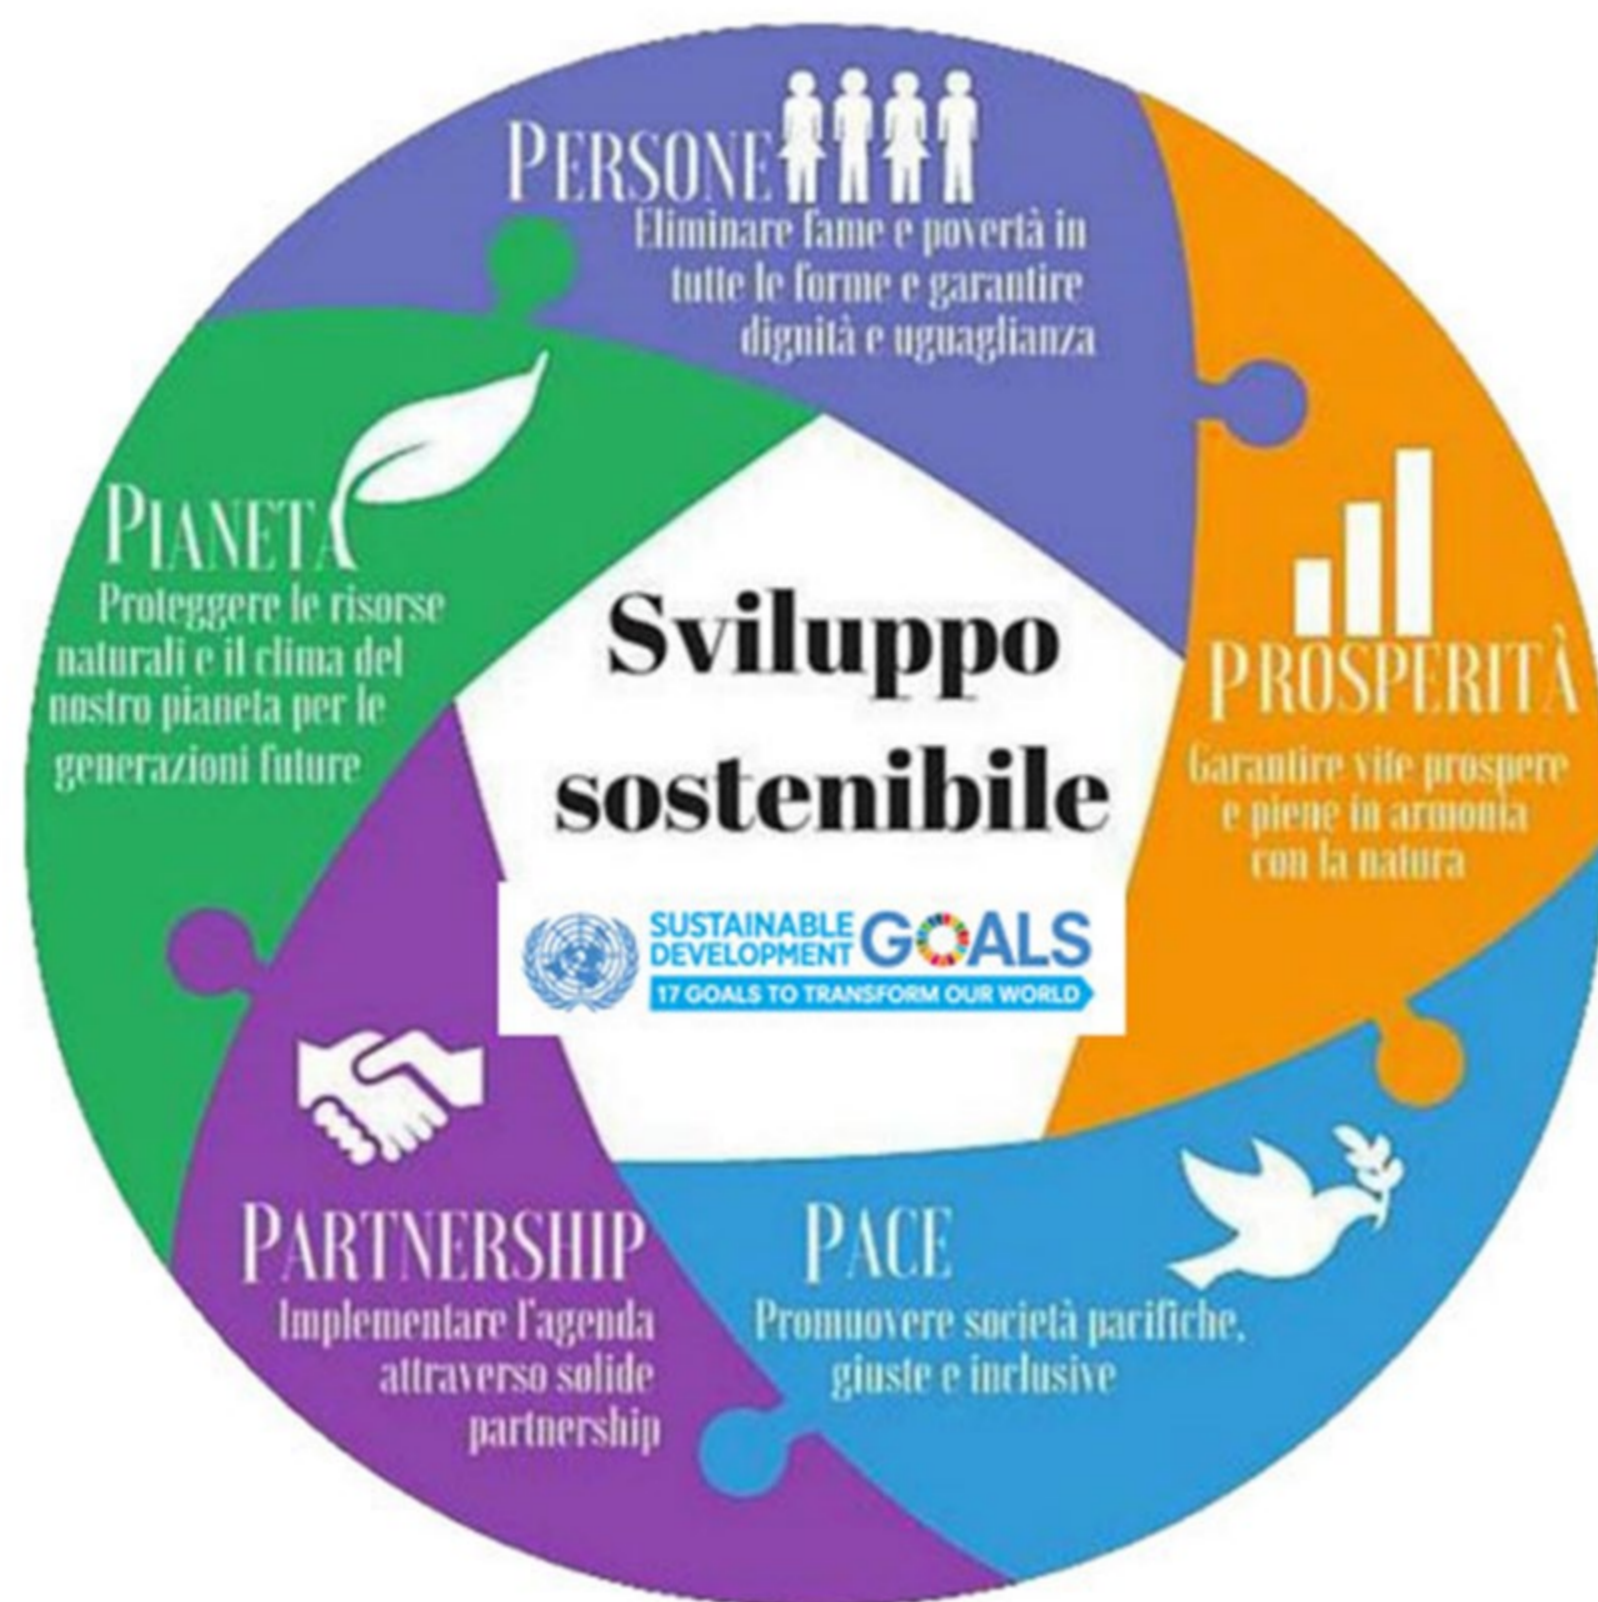 PERSONE
Eliminare fame e povertà in
tutte le forme e garantire
dignità e uguaglianza
PROSPERITÀ
Garantire vite prospere
e piene in armonia
con la natura
PACE
Promuovere società pacifiche,
giuste e inclusive
PARTNERSHIP
Implementare l'agenda
attraverso solide
partnership
PIANETA
Proteggere le risorse
naturali e il clima del
nostro pianeta per le
generazioni future
Sviluppo
sostenibile
SUSTAINABLE
DEVELOPMENT
GOALS
17 GOALS TO TRANSFORM OUR WORLD